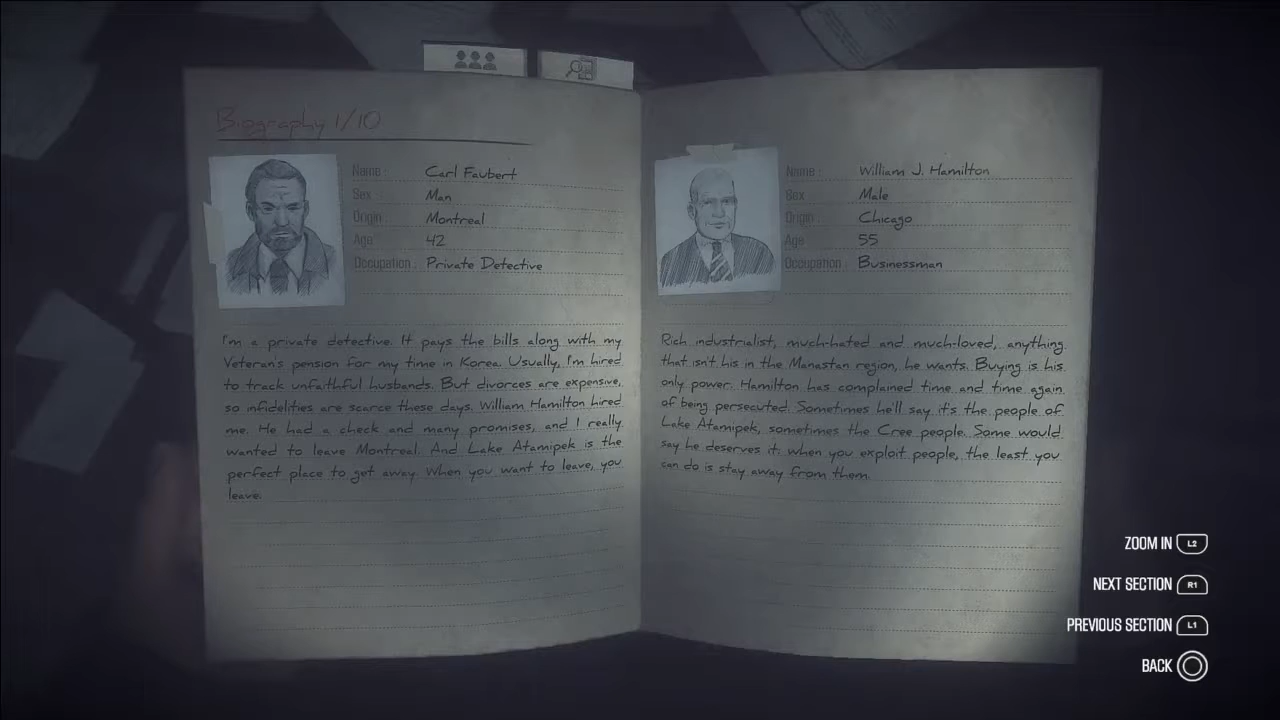 Biography 1/10
Name : Carl Faubert
Sex : Man
Origin : Montreal
Age : 42
Occupation : Private Detective
I'm a private detective. It pays the bills along with my
Veteran's pension for my time in Korea. Usually, I'm hired
to track unfaithful husbands. But divorces are expensive,
so infidelities are scarce these days. William Hamilton hired
me. He had a check and many promises, and I really
wanted to leave Montreal. And Lake Atamipek is the
perfect place to get away. When you want to leave, you
leave.
Name : William J. Hamilton
Sex Male
Origin : Chicago
Age 55
Occupation : Businessman
Rich industrialist, much-hated and much-loved, anything
that isn't his in the Manastan region, he wants. Buying is his
only power. Hamilton has complained time and time again
of being persecuted. Sometimes he'll say it's the people of
Lake Atamipek, sometimes the Cree people. Some would
say he deserves it. when you exploit people, the least you
can do is stay away from them.
ZOOM IN L2
NEXT SECTION R1
PREVIOUS SECTION L1
BACK